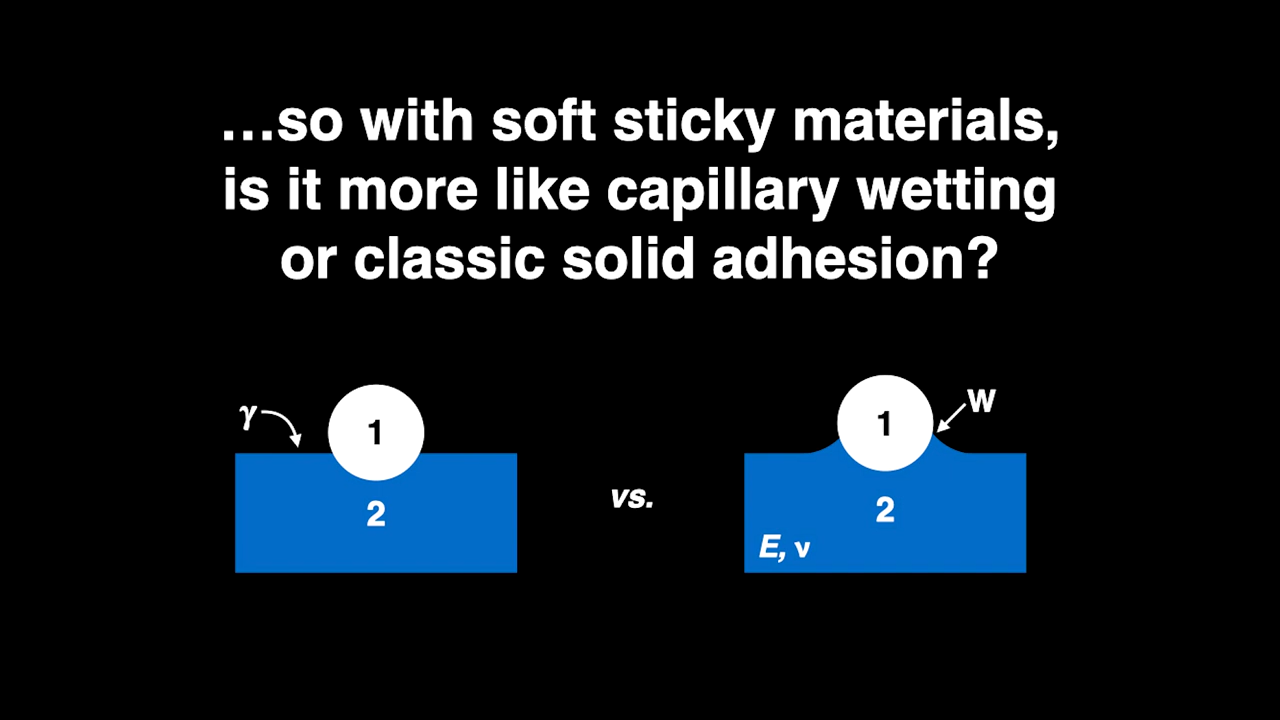 …so with soft sticky materials,
is it more like capillary wetting
or classic solid adhesion?
γ
1
2
vs.
1
W
2
E, ν